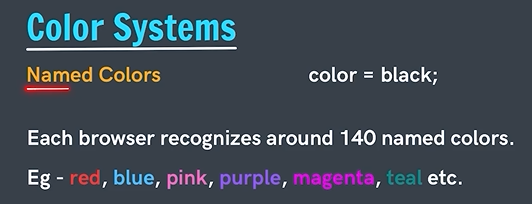 Color Systems
Named Colors color = black;
Each browser recognizes around 140 named colors.
Eg - red, blue, pink, purple, magenta, teal etc.